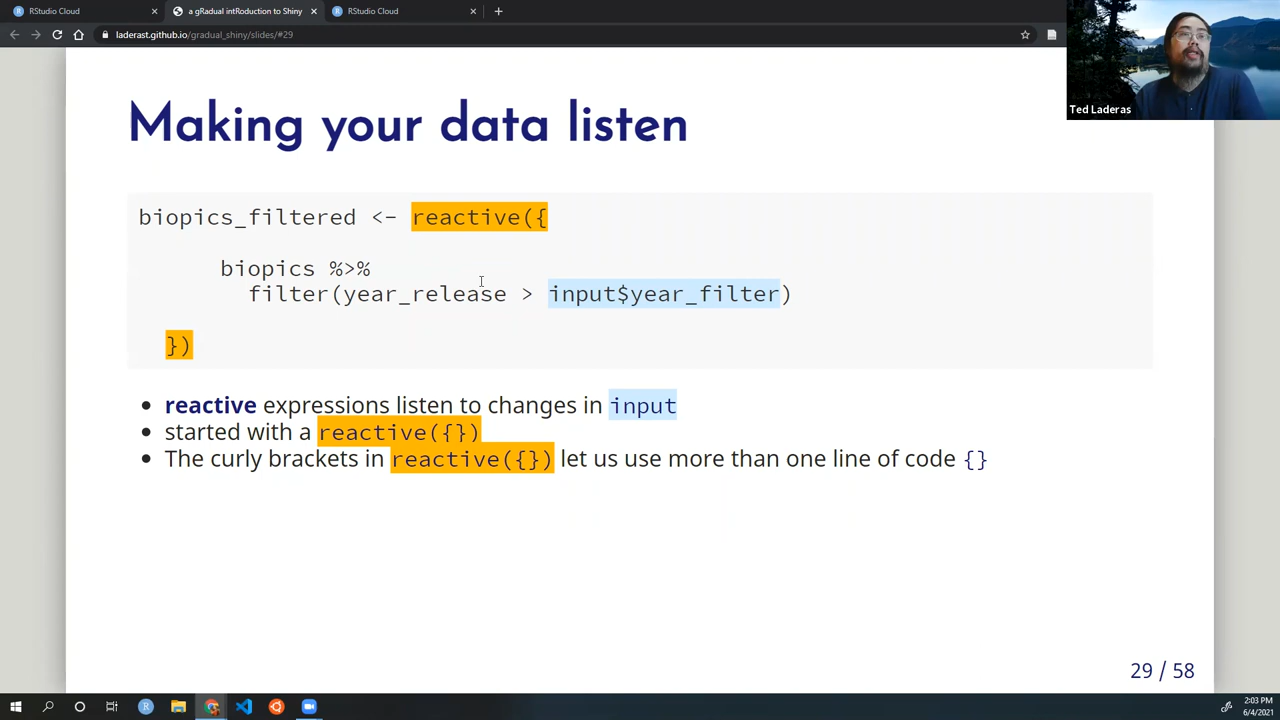 RStudio Cloud
a gRadual intRoduction to Shiny
RStudio Cloud
laderast.github.io/gradual_shiny/slides/#29
Ted Laderas
Making your data listen
biopics_filtered <- reactive({
biopics %>%
filter(year_release > input$year_filter)
})
reactive expressions listen to changes in input
started with a reactive({})
The curly brackets in reactive({}) let us use more than one line of code {}
29 / 58
2:03 PM
6/4/2021